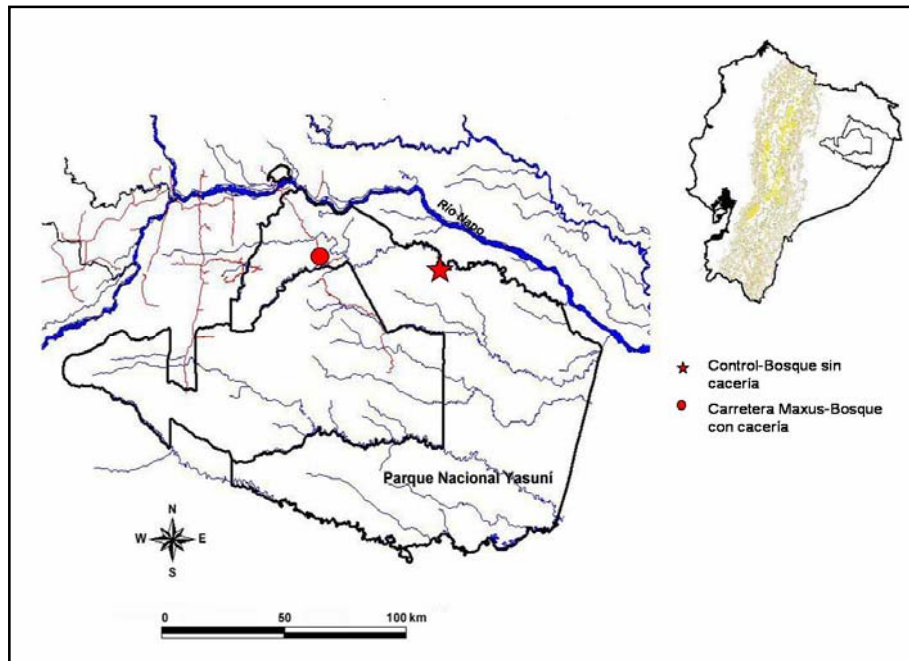 Río Napo
Control-Bosque sin
cacería
Carretera Maxus-Bosque
con cacería
Parque Nacional Yasuní
N
W E
S
0 50 100 km